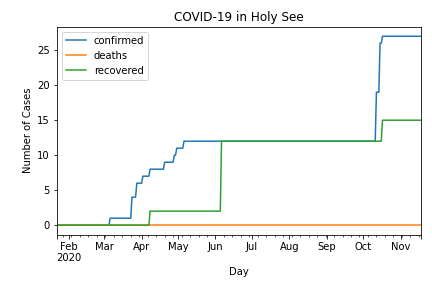 COVID-19 in Holy See
confirmed
deaths
recovered
Number of Cases
25
20
15
10
5
0
Feb Mar Apr May Jun Jul Aug Sep Oct Nov
2020
Day